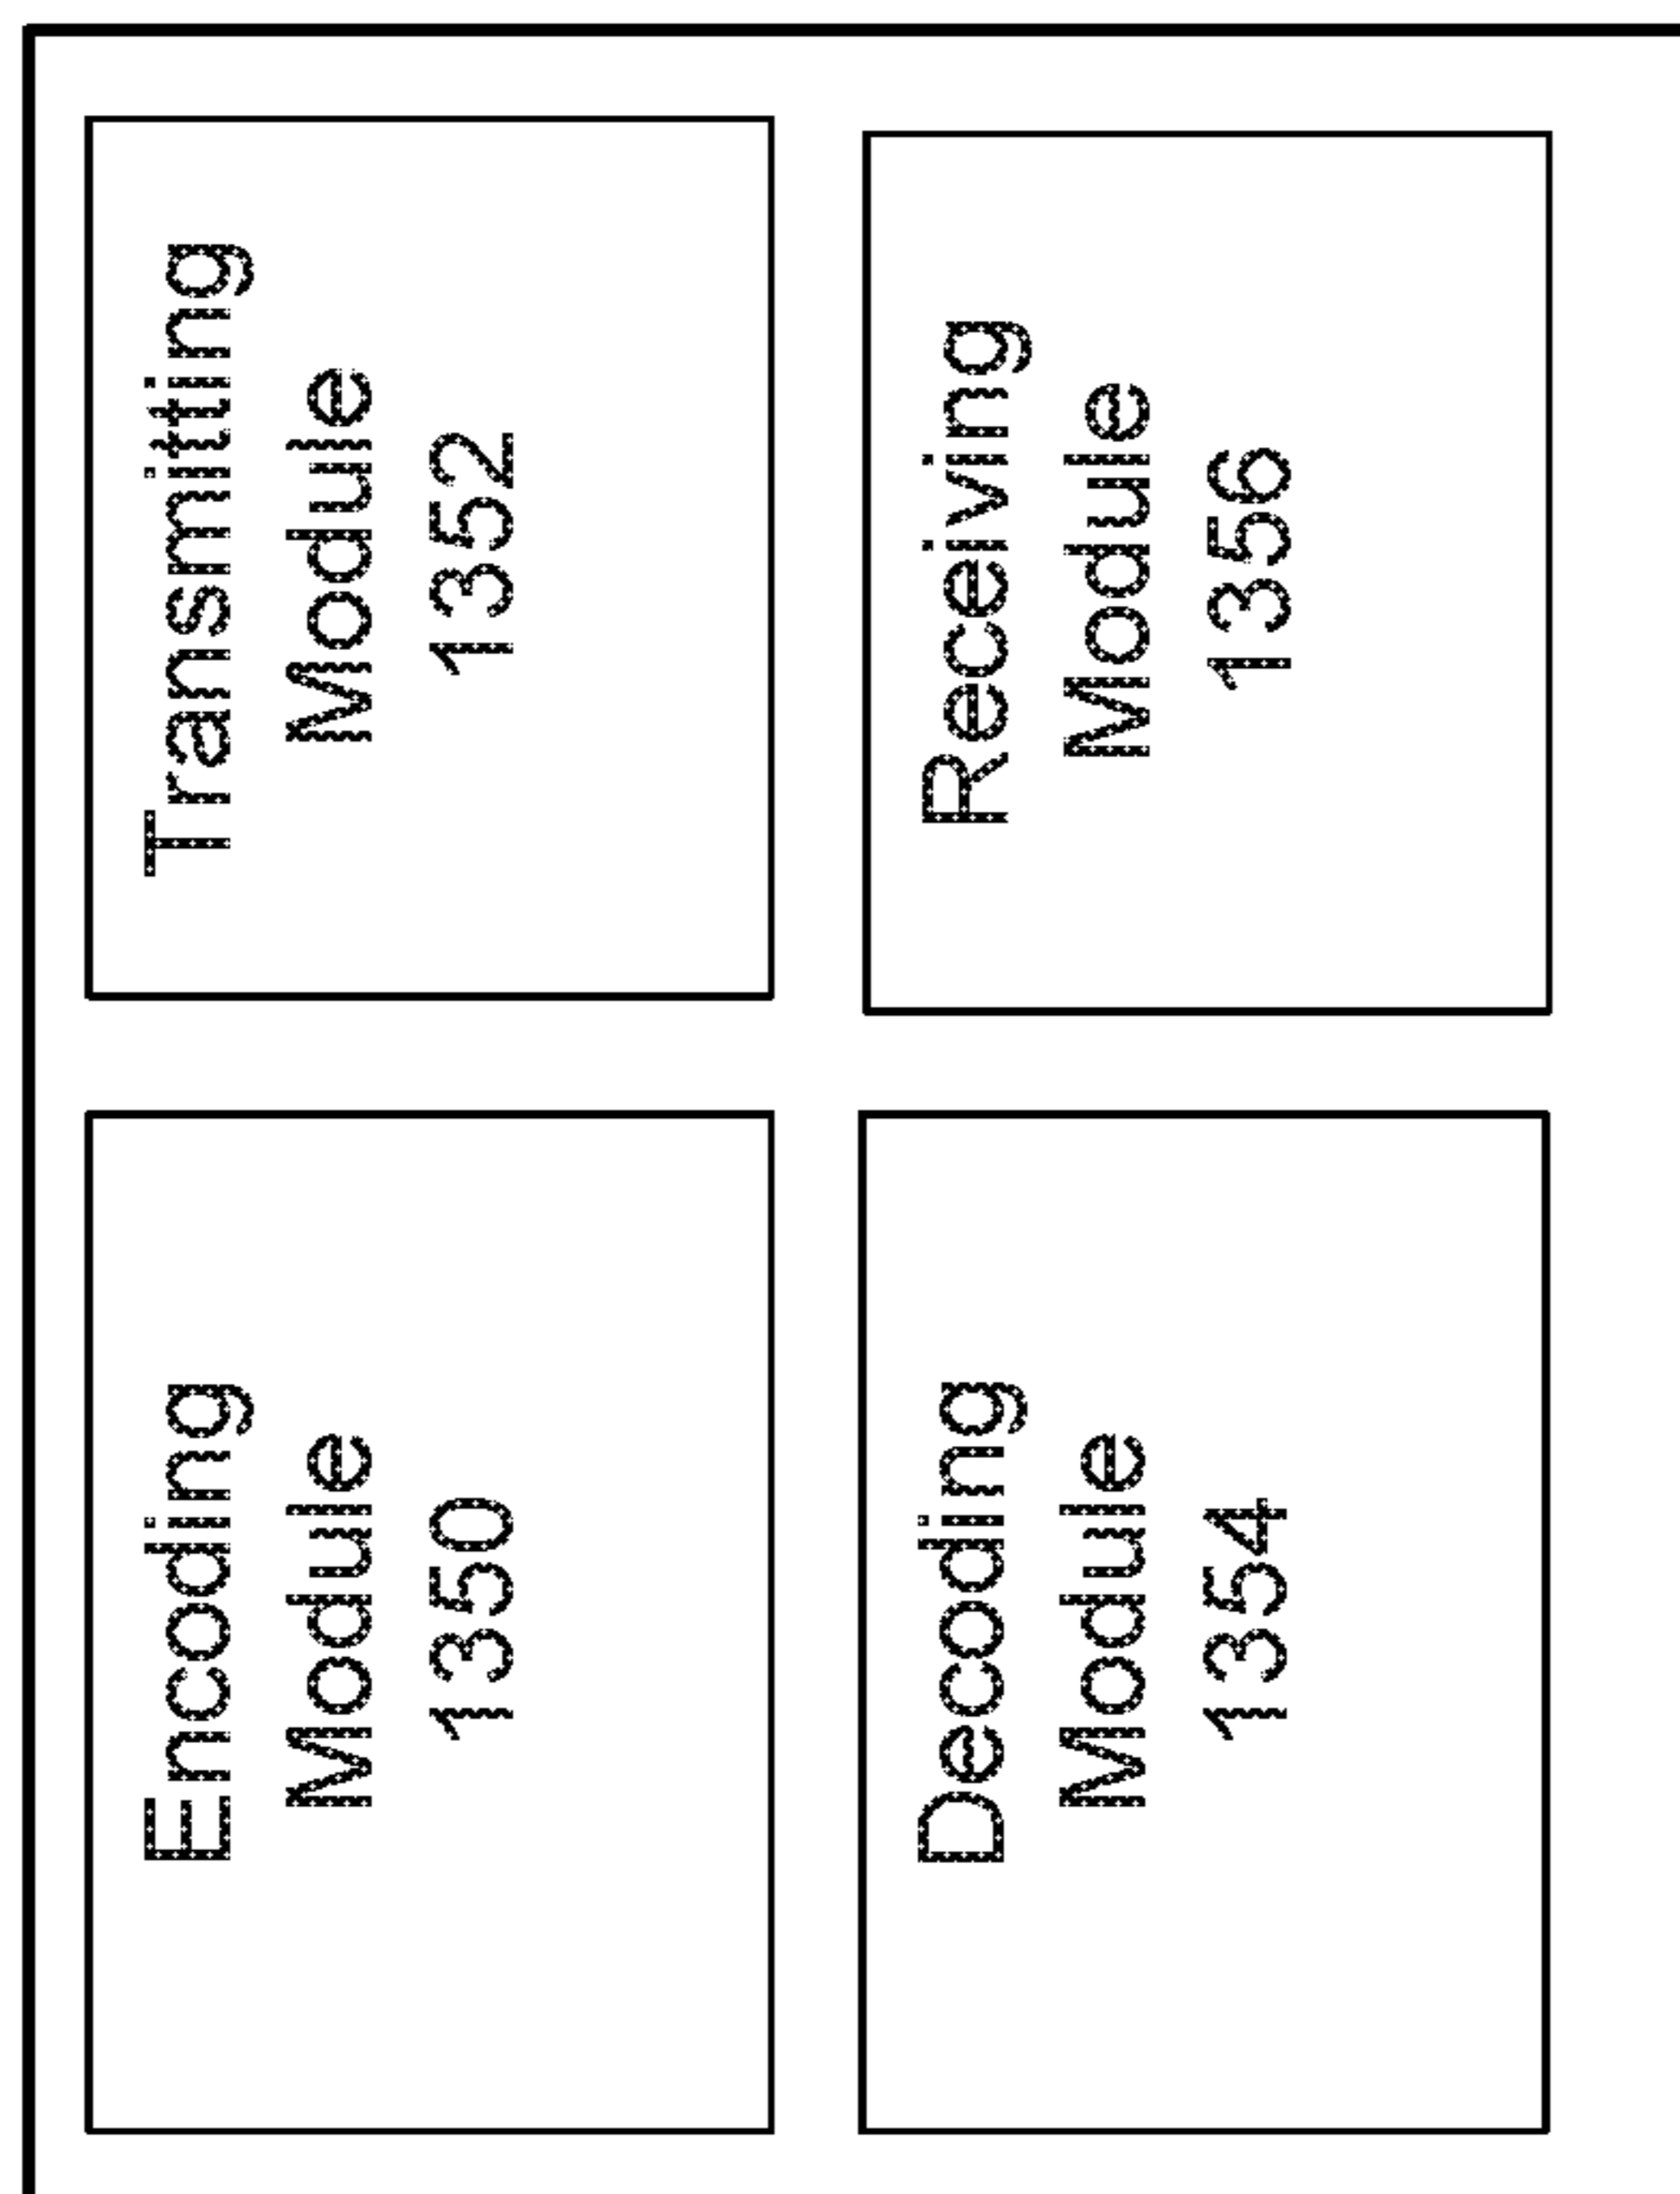 Encoding
Module
1350
Transmitting
Module
1352
Decoding
Module
1354
Receiving
Module
1356